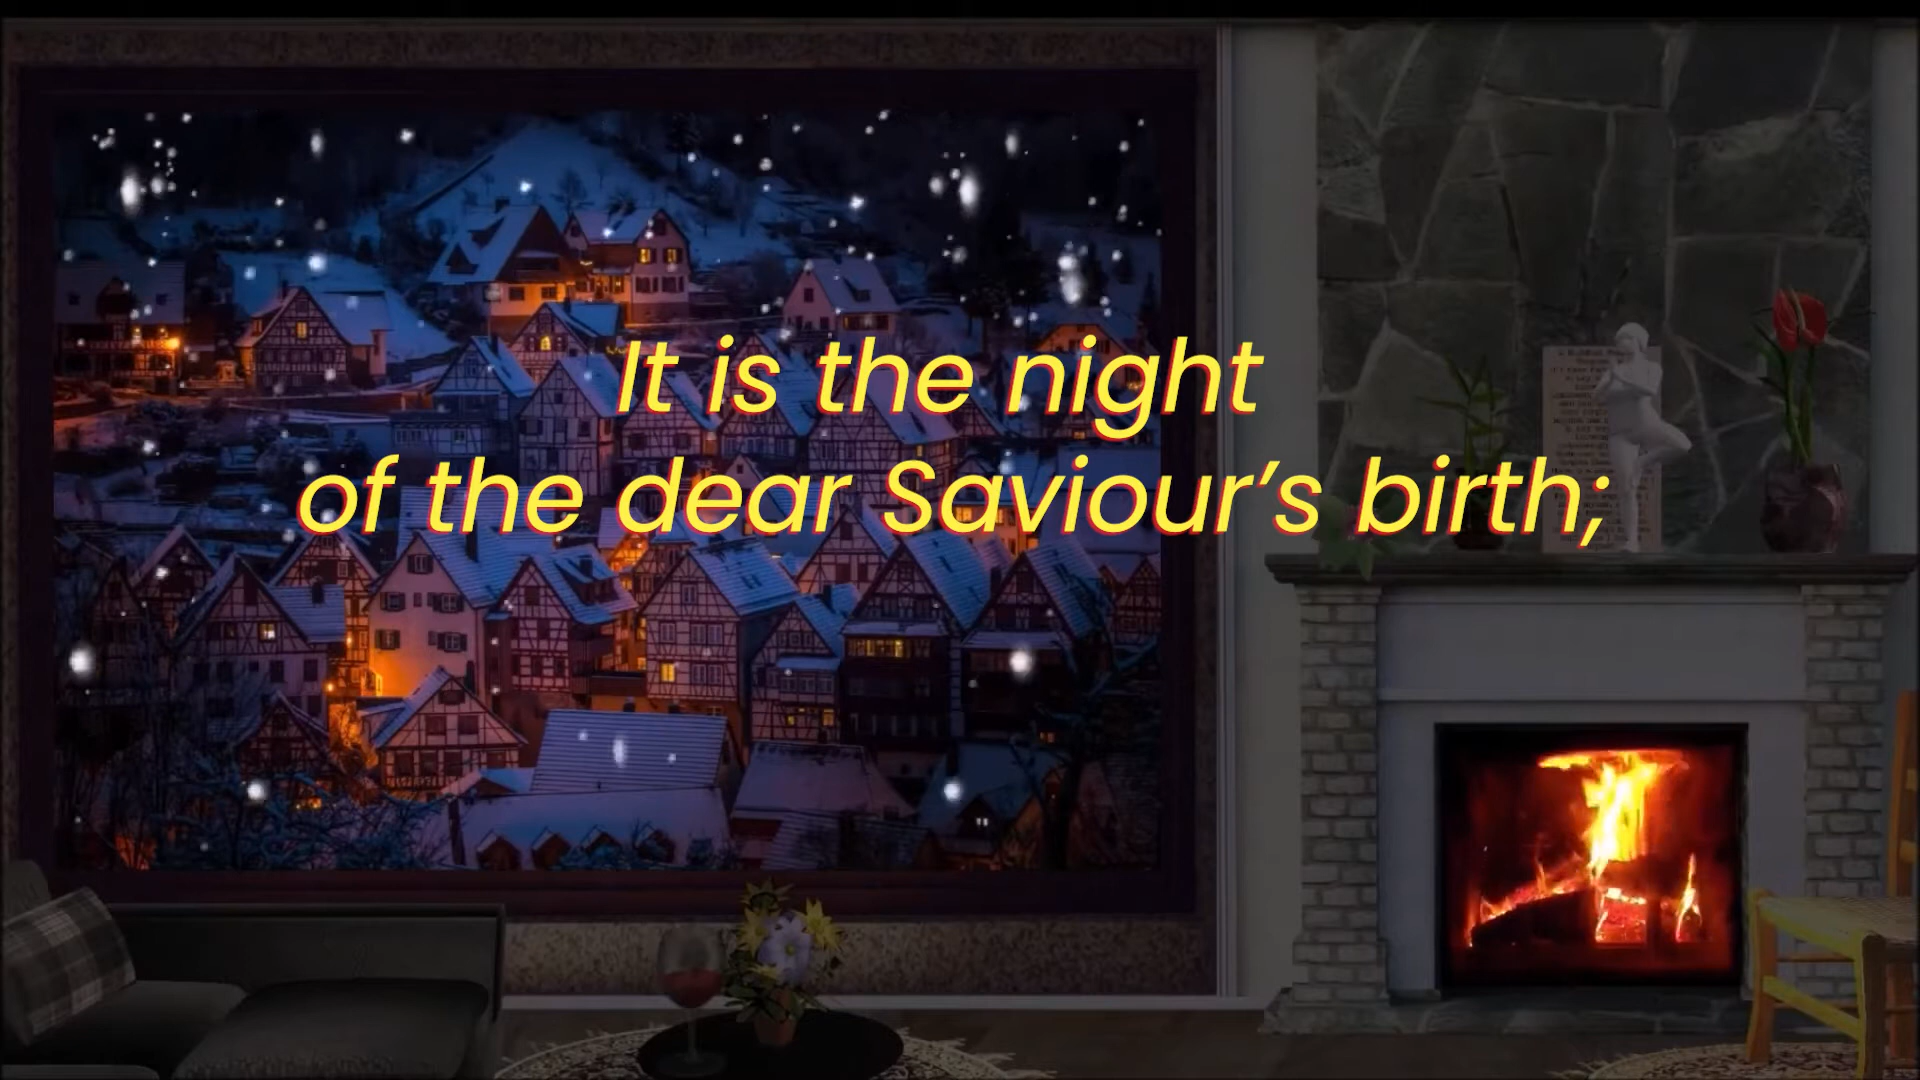 It is the night
of the dear Saviour’s birth;